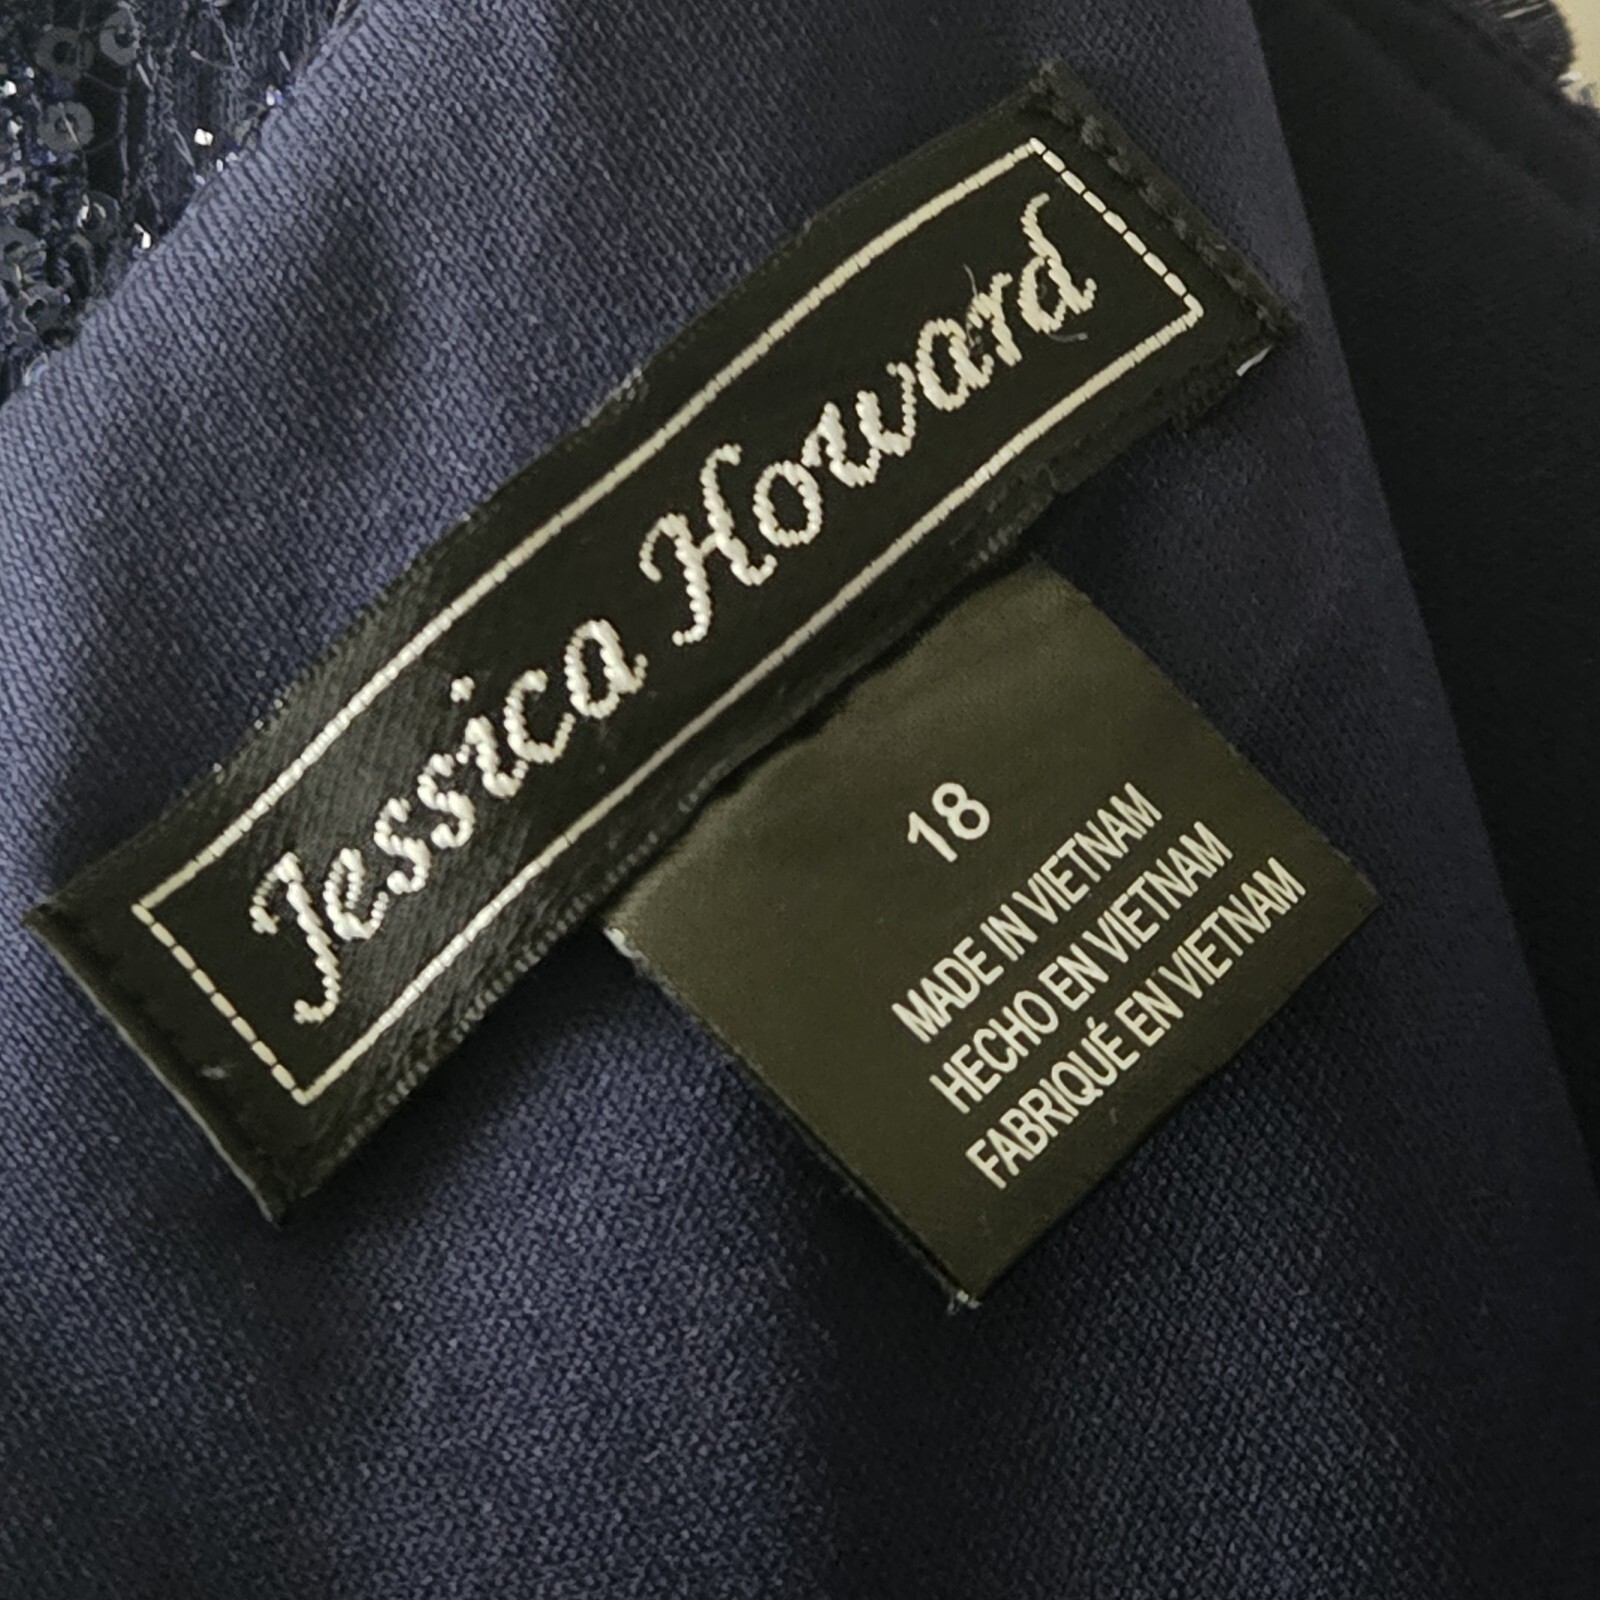 Jessica Howard
18
MADE IN VIETNAM
HECHO EN VIETNAM
FABRIQUÉ EN VIETNAM